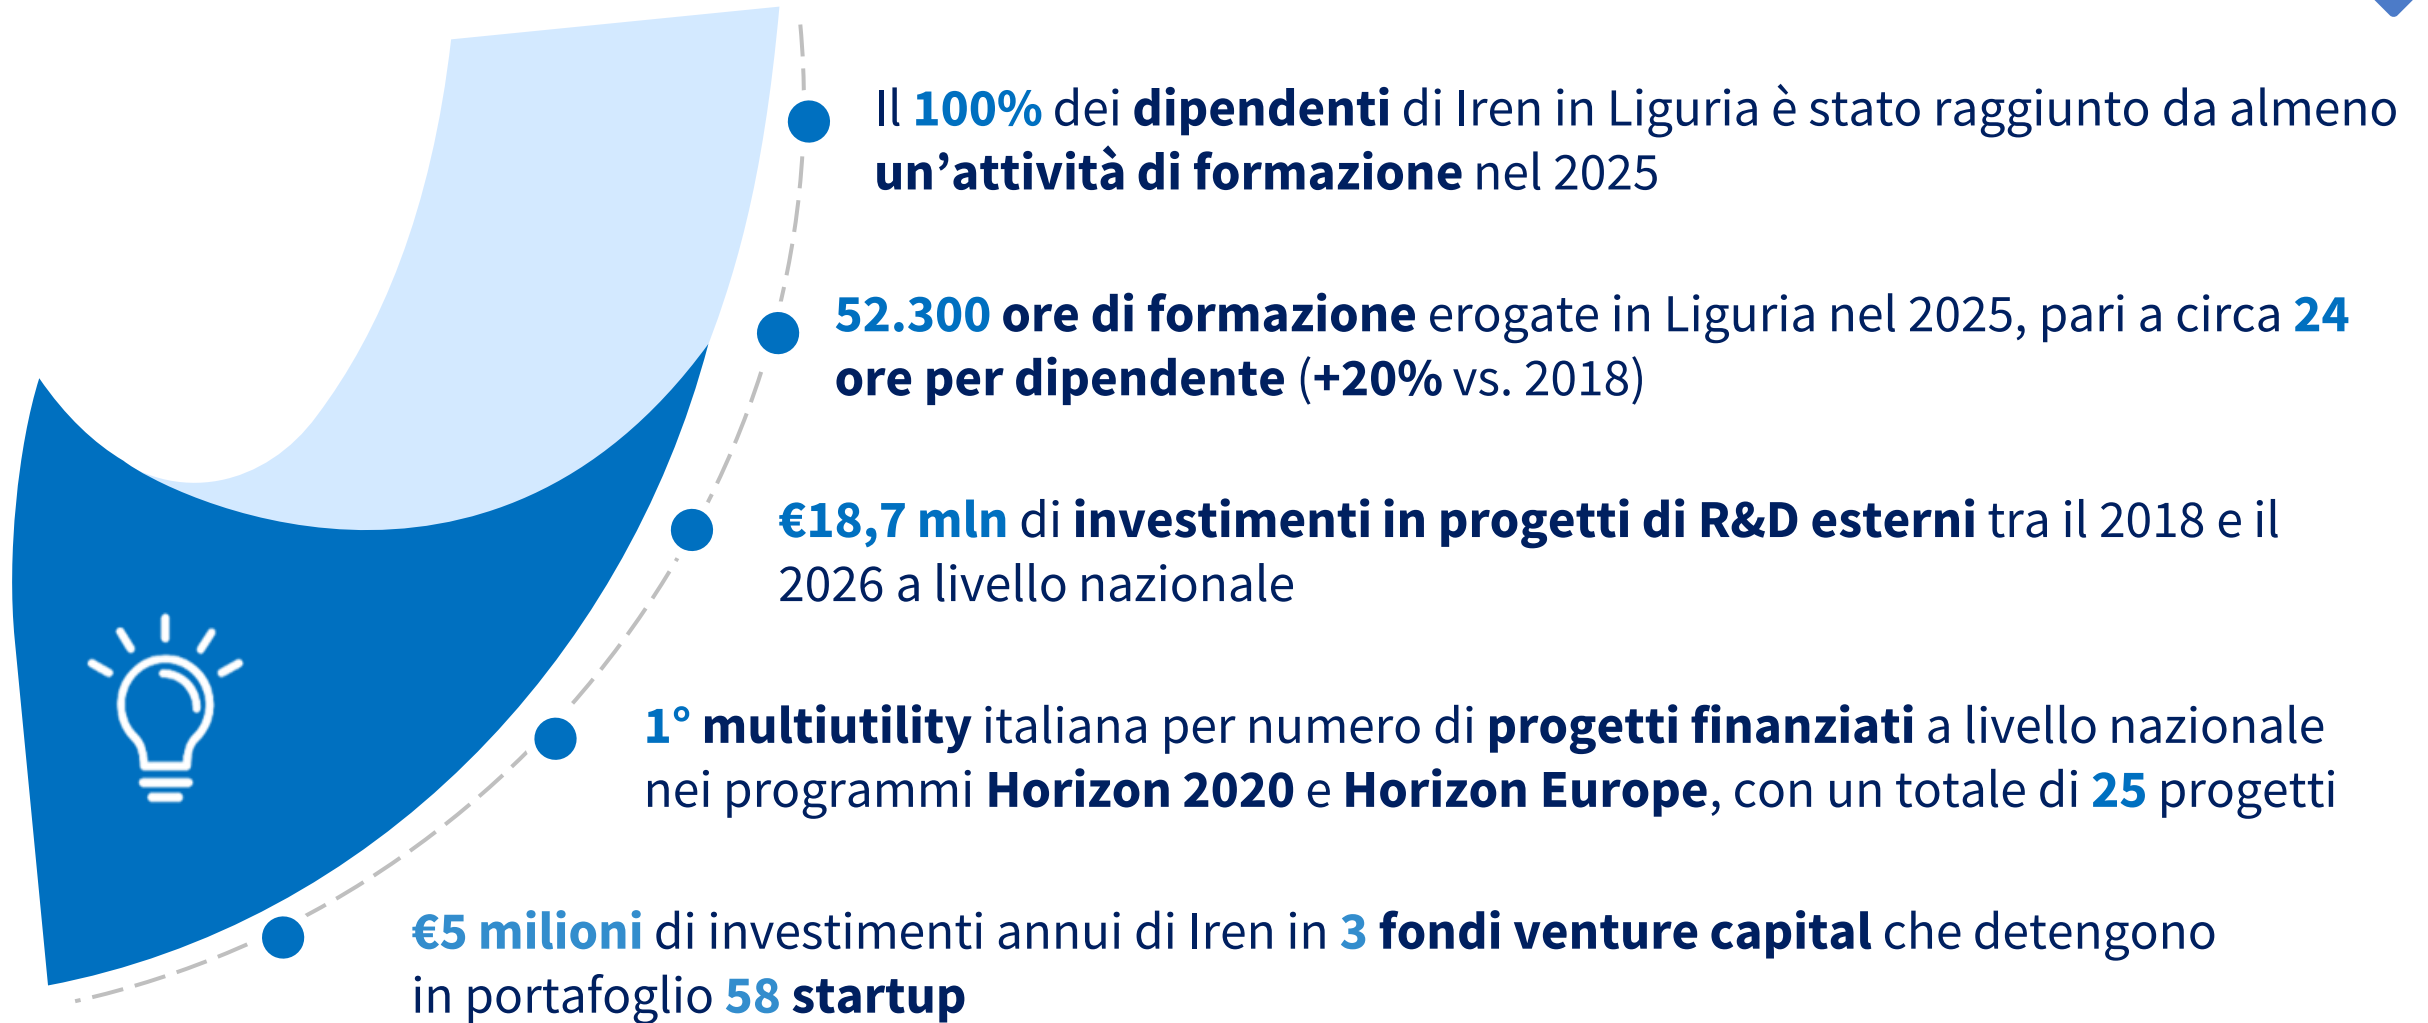 Il 100% dei dipendenti di Iren in Liguria è stato raggiunto da almeno
un’attività di formazione nel 2025
52.300 ore di formazione erogate in Liguria nel 2025, pari a circa 24
ore per dipendente (+20% vs. 2018)
€18,7 mln di investimenti in progetti di R&D esterni tra il 2018 e il
2026 a livello nazionale
1° multiutility italiana per numero di progetti finanziati a livello nazionale
nei programmi Horizon 2020 e Horizon Europe, con un totale di 25 progetti
€5 milioni di investimenti annui di Iren in 3 fondi venture capital che detengono
in portafoglio 58 startup